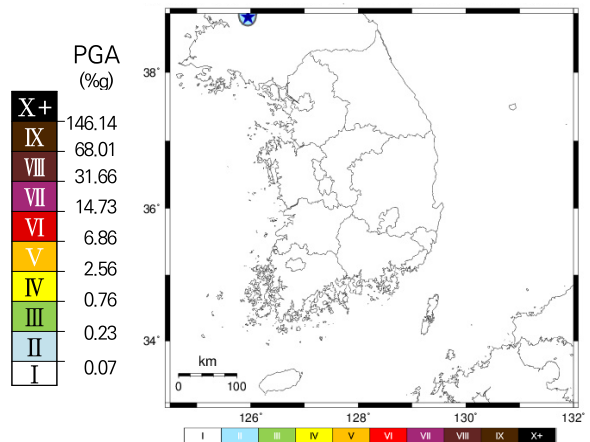 PGA
(%g)
X+
146.14
IX
68.01
VIII
31.66
VII
14.73
VI
6.86
V
2.56
IV
0.76
III
0.23
II
0.07
I
38°
36°
34°
km
0 100
126° 128° 130° 132°
I II III IV V VI VII VIII IX X+